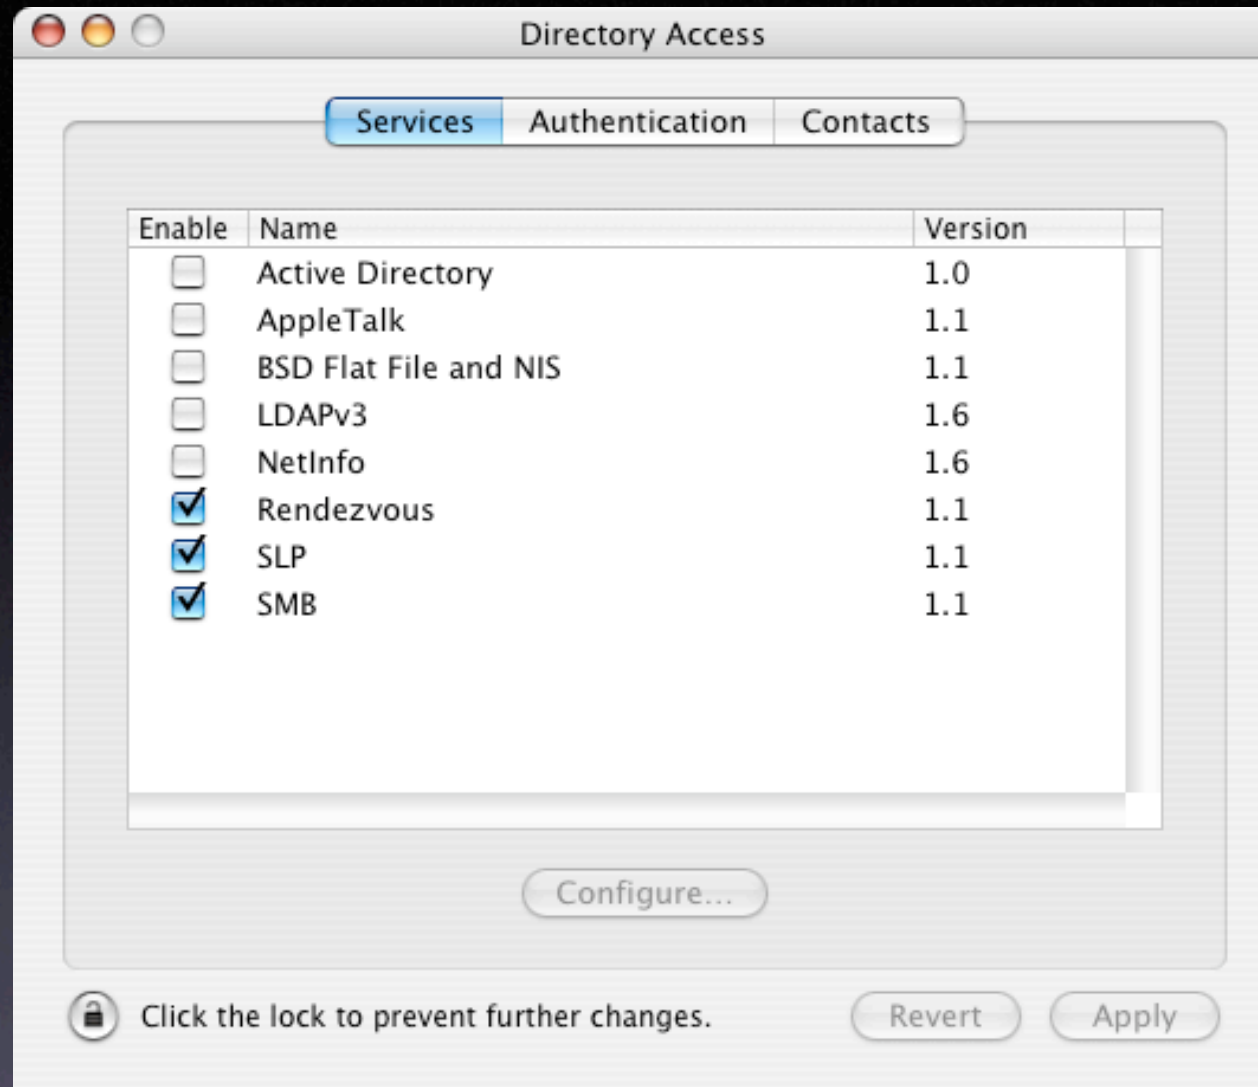 Directory Access
Services Authentication Contacts
Enable Name Version
Active Directory 1.0
AppleTalk 1.1
BSD Flat File and NIS 1.1
LDAPv3 1.6
NetInfo 1.6
Rendezvous 1.1
SLP 1.1
SMB 1.1
Configure...
Click the lock to prevent further changes. Revert Apply